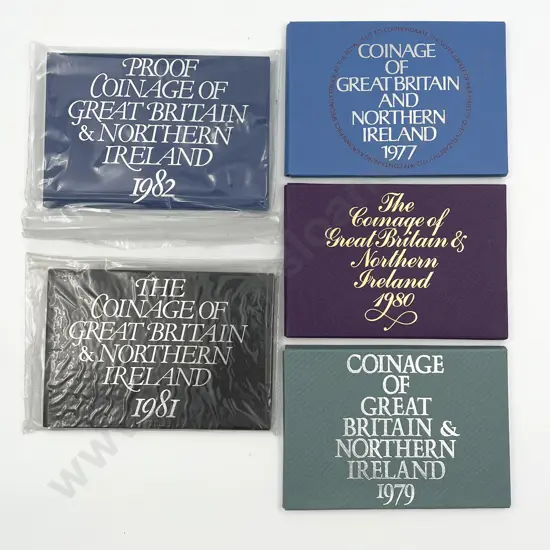 PROOF
COINAGE OF
GREAT BRITAIN
& NORTHERN
IRELAND
1982
COINAGE
OF
GREAT BRITAIN
AND
NORTHERN
IRELAND
1977
The
Coinage of
Great Britain &
Northern
Ireland
1980
THE
COINAGE OF
GREAT BRITAIN
& NORTHERN
IRELAND
1981
COINAGE
OF
GREAT
BRITAIN &
NORTHERN
IRELAND
1979